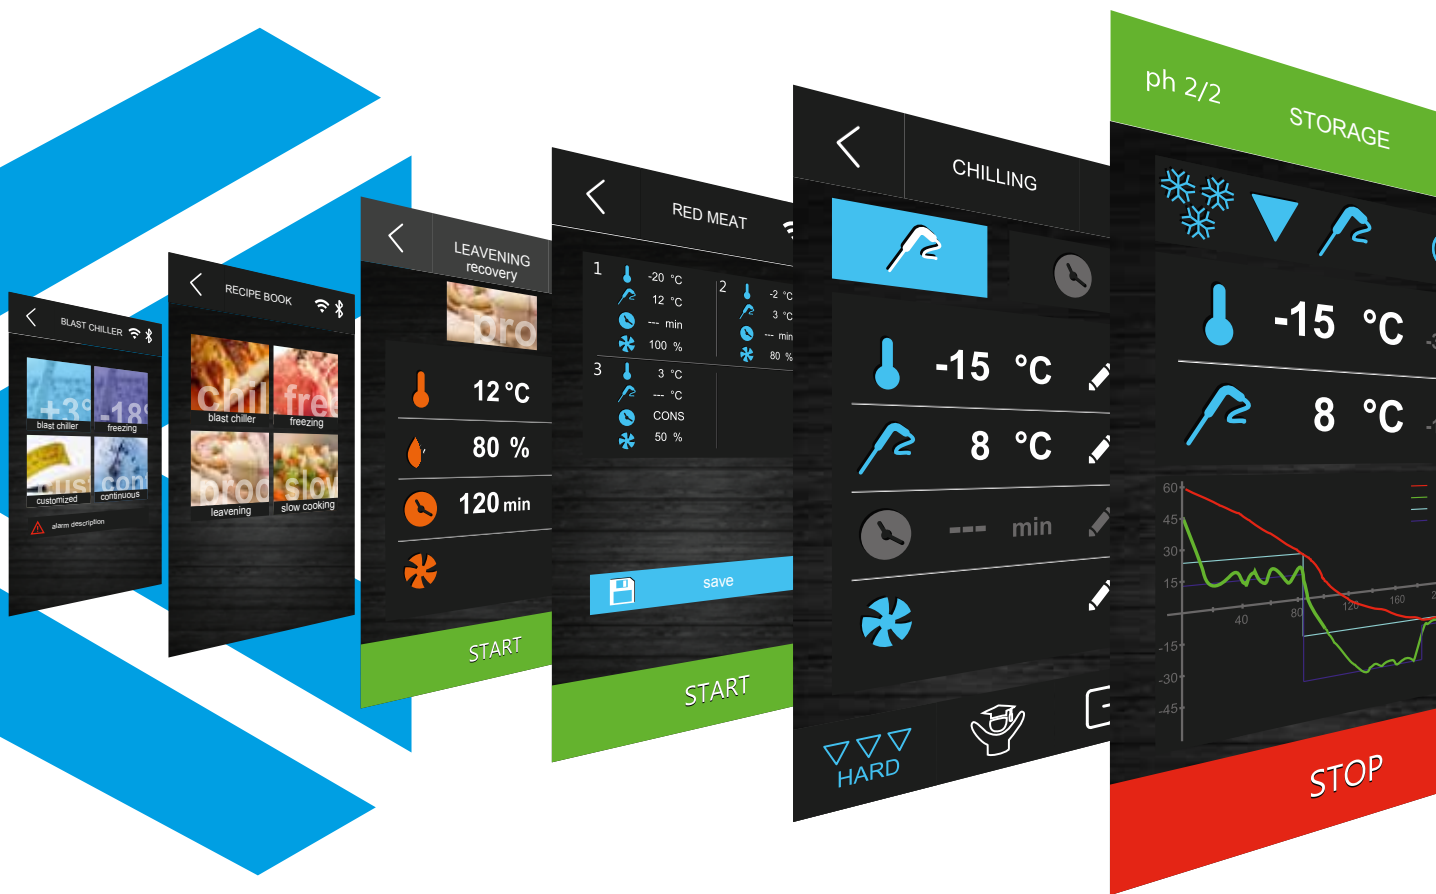 BLAST CHILLER
+3°
-18°
blast chiller
freezing
customized
continuous
alarm description
RECIPE BOOK
chil
fre
blast chiller
freezing
proc
slow
leavening
slow cooking
LEAVENING
recovery
pro
12 °C
80 %
120 min
START
RED MEAT
1
-20 °C
12 °C
--- min
100 %
2
-2 °C
3 °C
--- min
80 %
3
3 °C
--- °C
CONS
50 %
save
START
CHILLING
-15 °C
8 °C
--- min
HARD
ph 2/2
STORAGE
-15 °C
8 °C
60
45
30
15
-15
-30
-45
40
80
120
160
STOP